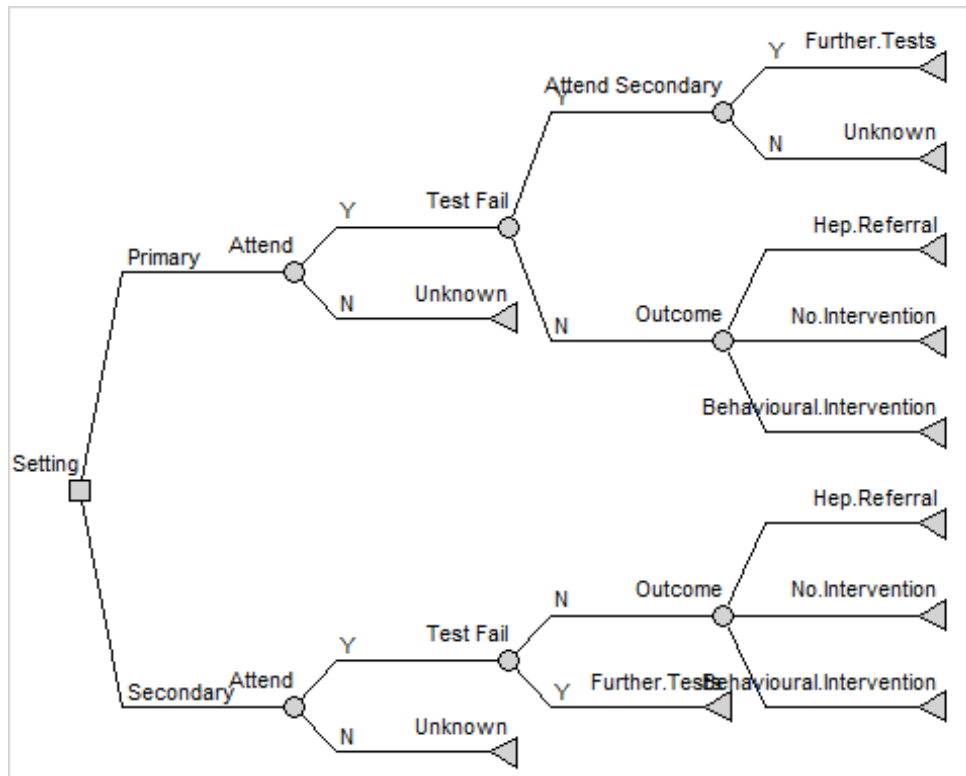 Y Further.Tests
Attend Secondary
Y
N Unknown
Test Fail
Y
Hep.Referral
Attend
Primary
N Unknown
N Outcome
No.Intervention
Behavioural.Intervention
Setting
Hep.Referral
N Outcome
No.Intervention
Y Test Fail
Attend
Secondary
Y Further.Tests
Behavioural.Intervention
N Unknown